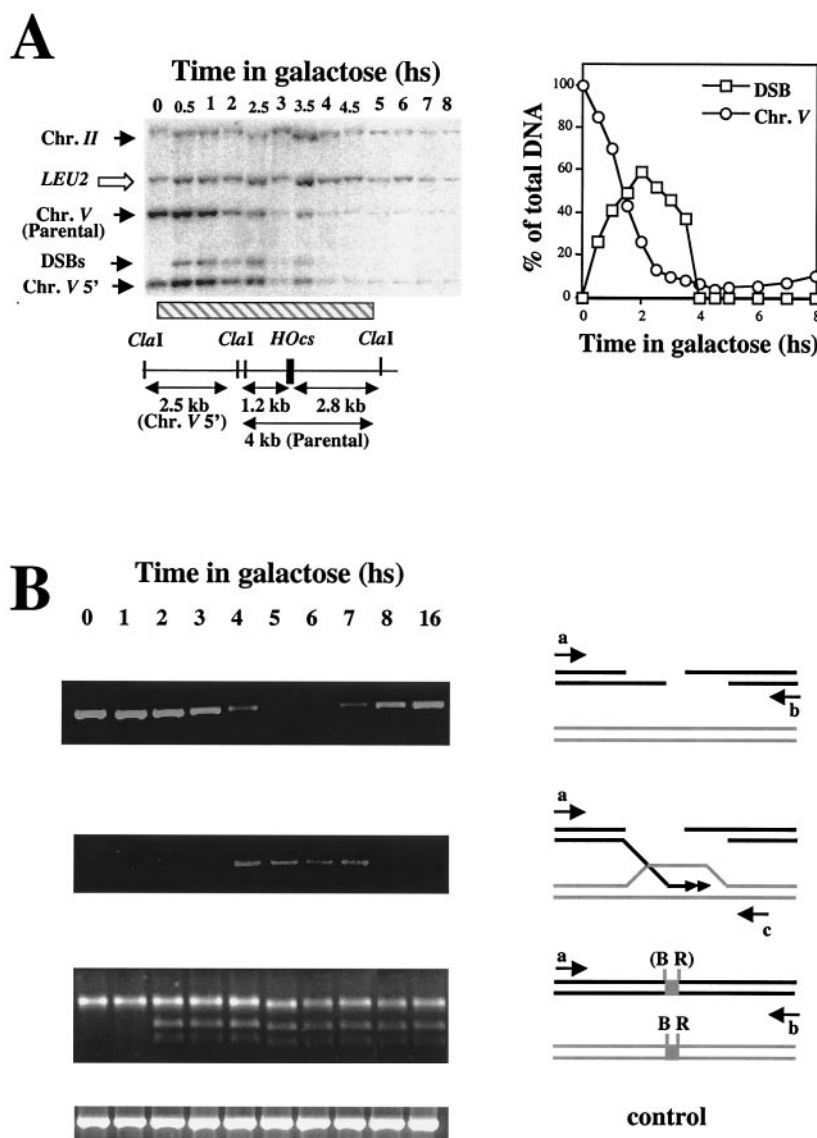 A
Time in galactose (hs)
0 0.5 1 2 2.5 3 3.5 4 4.5 5 6 7 8
Chr. II
LEU2
Chr. V
(Parental)
DSBs
Chr. V 5'
ClaI ClaI HOcs ClaI
2.5 kb 1.2 kb 2.8 kb
(Chr. V 5')
4 kb (Parental)
% of total DNA
100
80
60
40
20
0
DSB
Chr. V
0 2 4 6 8
Time in galactose (hs)
B
Time in galactose (hs)
0 1 2 3 4 5 6 7 8 16
a
b
a
c
(B R)
a
b
B R
control